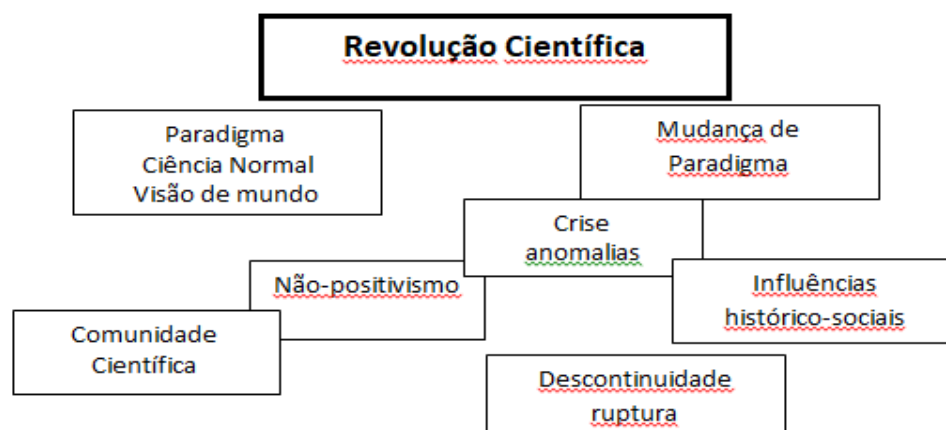 Revolução Científica
Paradigma
Ciência Normal
Visão de mundo
Mudança de
Paradigma
Crise
anomalias
Não-positivismo
Influências
histórico-sociais
Comunidade
Científica
Descontinuidade
ruptura